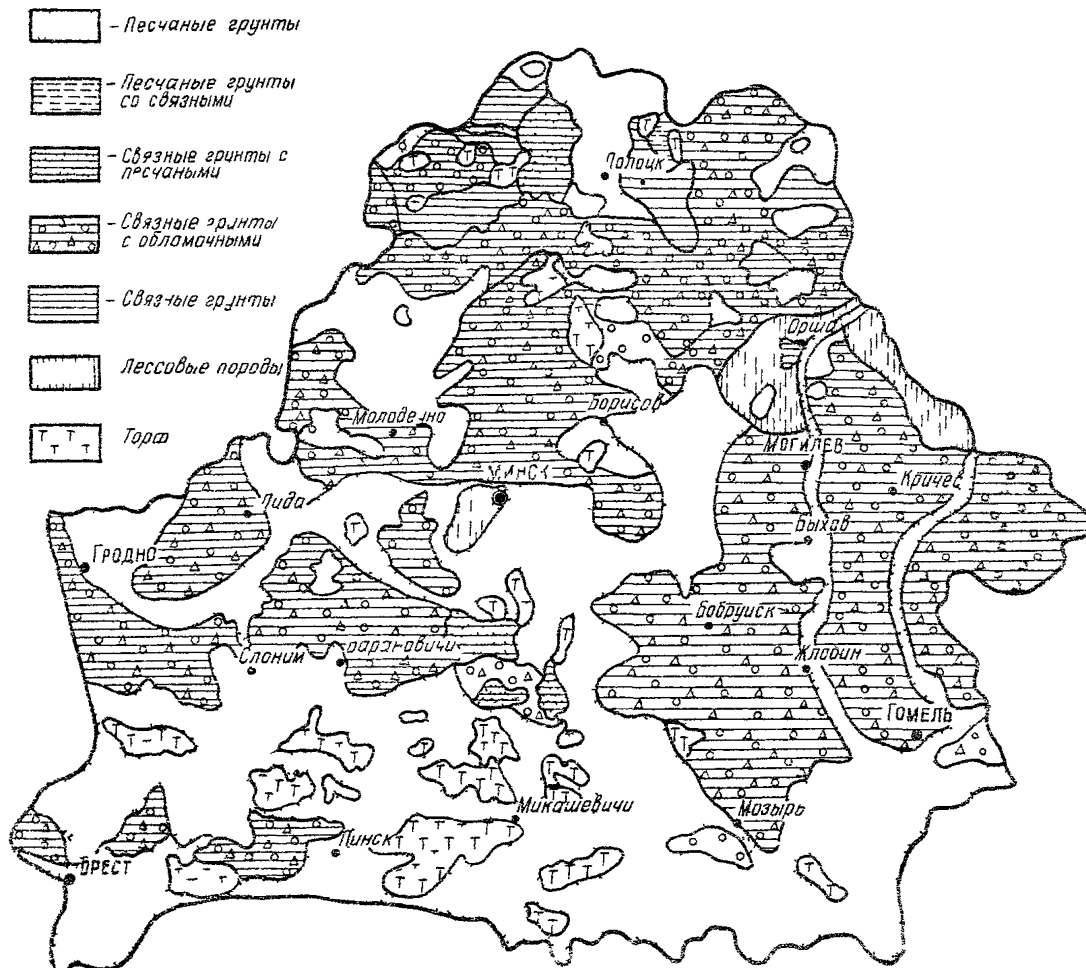 - Песчаные грунты
- Песчаные грунты
со связными
- Связные грунты с
песчаными
- Связные грунты
с обломочными
- Связные грунты
- Лессовые породы
- Торф
Полоцк
Орша
Борисов
Молодечно
Могилев
Минск
Кричев
Лида
Быхов
Гродно
Бобруйск
Барановичи
Слоним
Жлобин
Гомель
Микашевичи
Мозырь
Пинск
Брест